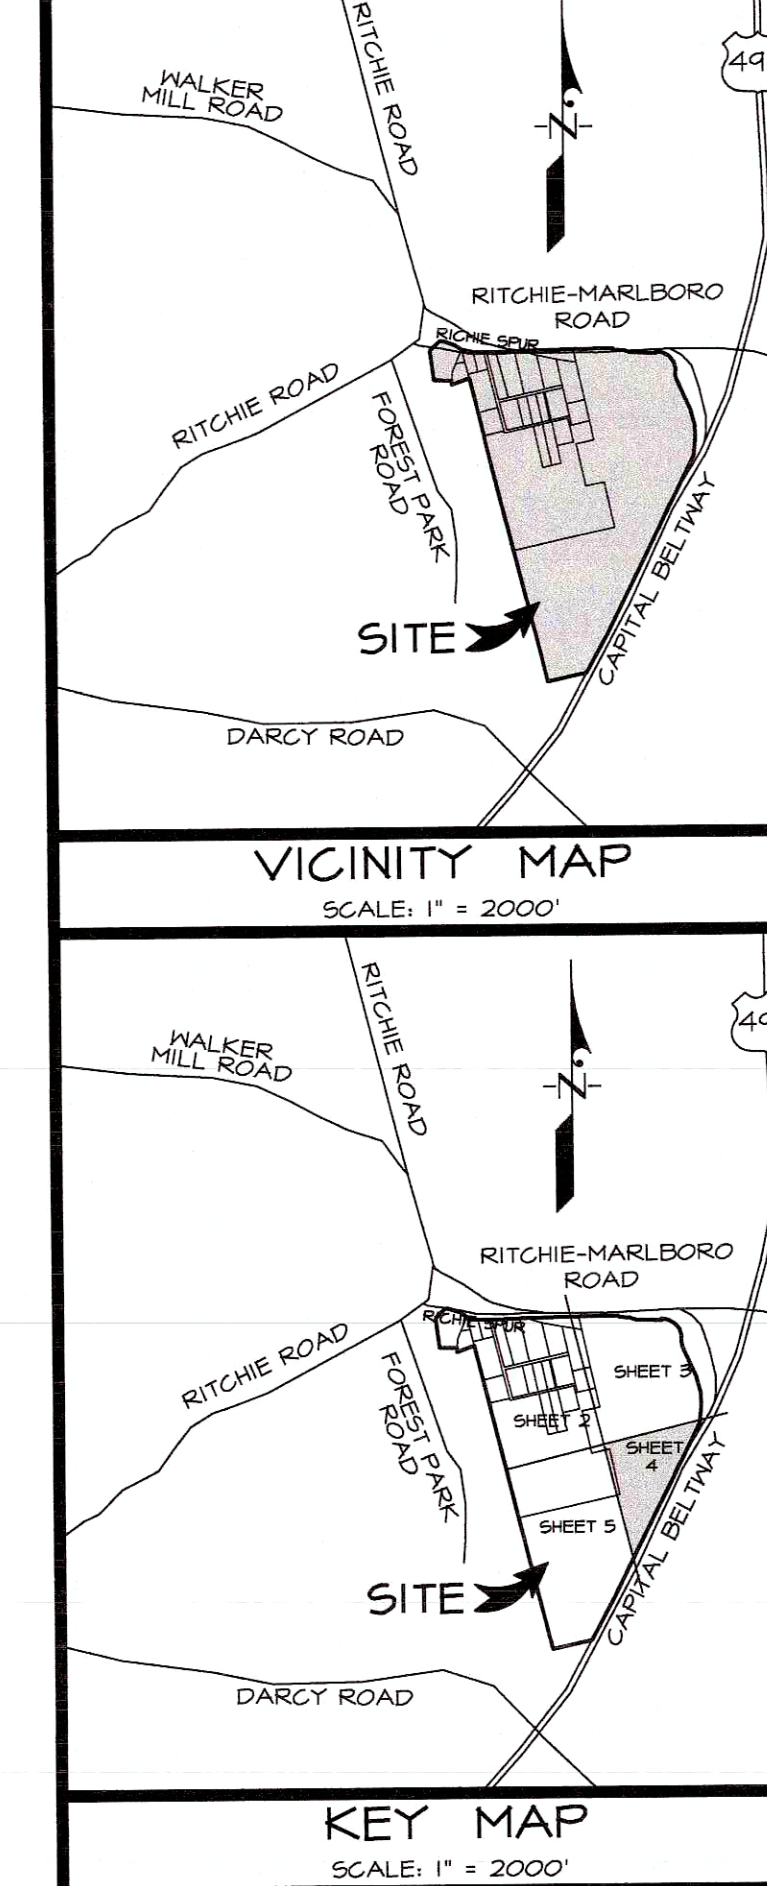 RITCHIE ROAD
49
WALKER
MILL ROAD
N
RITCHIE-MARLBORO
ROAD
RICHIE SPUR
RITCHIE ROAD
FOREST PARK
ROAD
CAPITAL BELTWAY
SITE
DARCY ROAD
VICINITY MAP
SCALE: 1" = 2000'
RITCHIE ROAD
WALKER
MILL ROAD
N
RITCHIE-MARLBORO
ROAD
RICHIE SPUR
RITCHIE ROAD
FOREST PARK
ROAD
SHEET 3
SHEET 2
SHEET
4
SHEET 5
CAPITAL BELTWAY
SITE
DARCY ROAD
KEY MAP
SCALE: 1" = 2000'